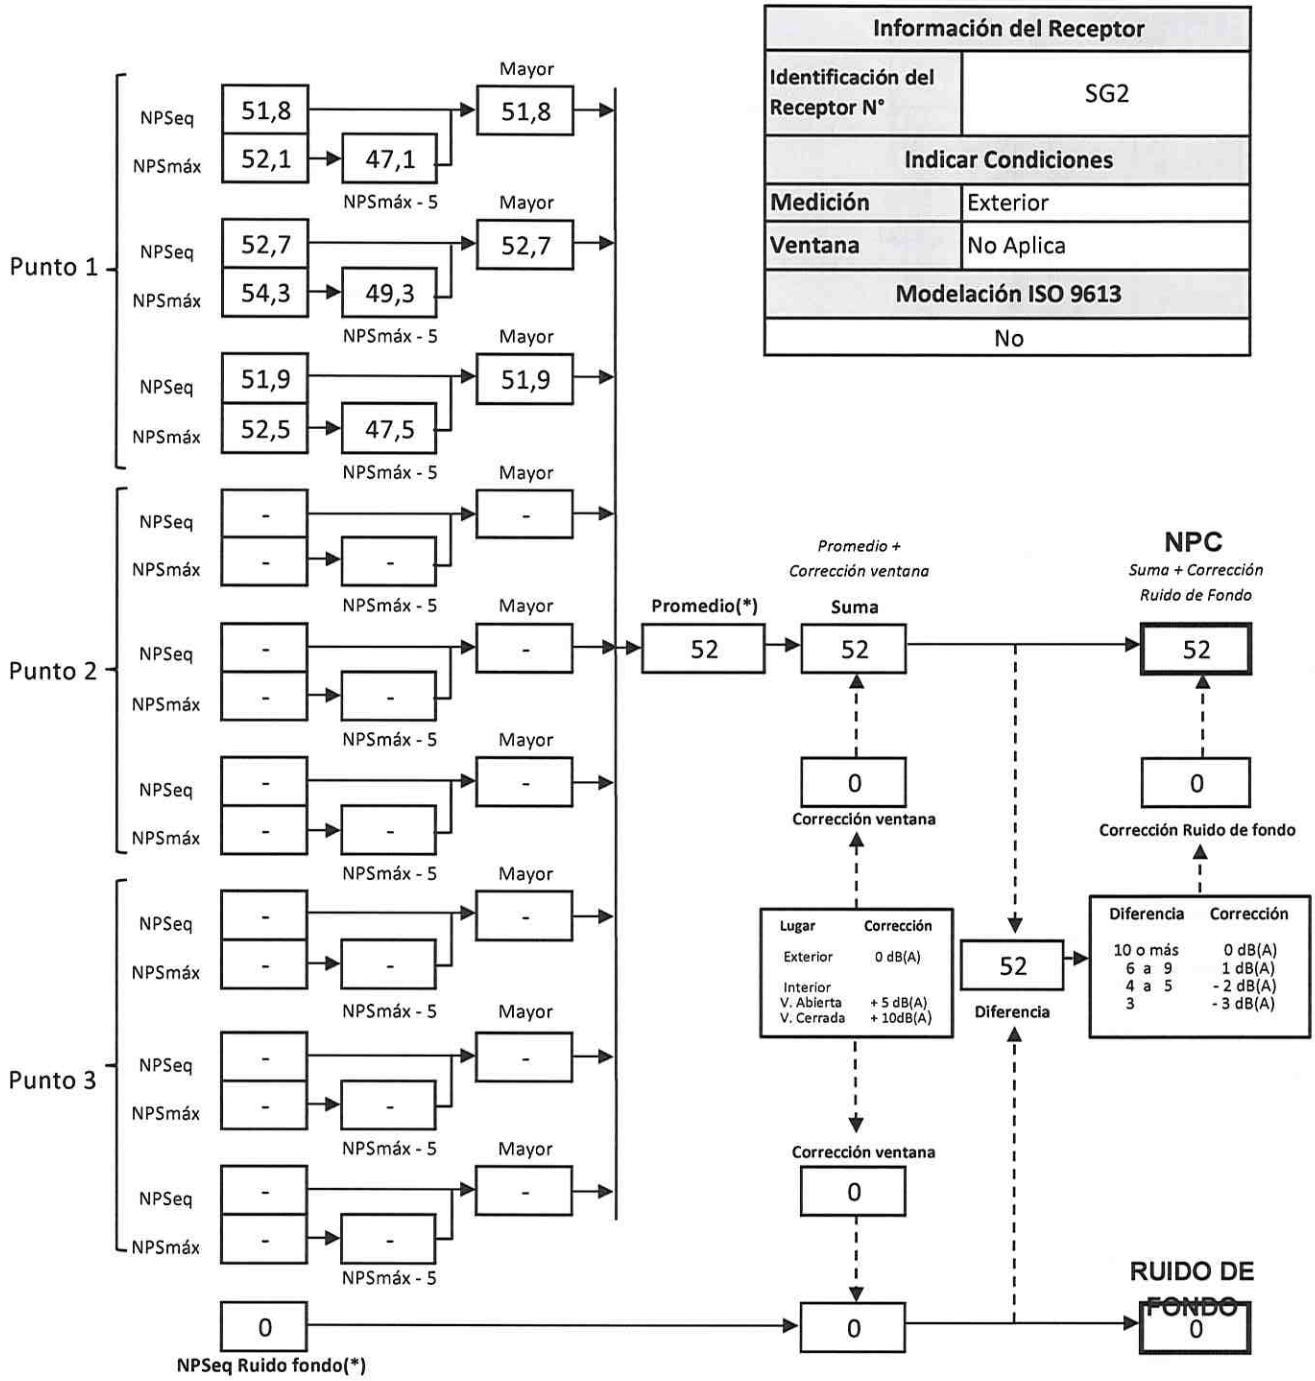 Información del Receptor
Identificación del Receptor N°
SG2
Indicar Condiciones
Medición
Exterior
Ventana
No Aplica
Modelación ISO 9613
No
Punto 1
Mayor
NPSeq
51,8
51,8
NPSmáx
52,1
47,1
NPSmáx - 5
Mayor
NPSeq
52,7
52,7
NPSmáx
54,3
49,3
NPSmáx - 5
Mayor
NPSeq
51,9
51,9
NPSmáx
52,5
47,5
NPSmáx - 5
Punto 2
Mayor
NPSeq
-
-
NPSmáx
-
-
NPSmáx - 5
Mayor
NPSeq
-
-
NPSmáx
-
-
NPSmáx - 5
Mayor
NPSeq
-
-
NPSmáx
-
-
NPSmáx - 5
Punto 3
Mayor
NPSeq
-
-
NPSmáx
-
-
NPSmáx - 5
Mayor
NPSeq
-
-
NPSmáx
-
-
NPSmáx - 5
Mayor
NPSeq
-
-
NPSmáx
-
-
NPSmáx - 5
0
NPSeq Ruido fondo(*)
Promedio(*)
52
Promedio +
Corrección ventana
Suma
52
0
Corrección ventana
Lugar Corrección
Exterior 0 dB(A)
Interior
V. Abierta + 5 dB(A)
V. Cerrada + 10dB(A)
Corrección ventana
0
0
52
Diferencia
NPC
Suma + Corrección
Ruido de Fondo
52
0
Corrección Ruido de fondo
Diferencia Corrección
10 o más 0 dB(A)
6 a 9 1 dB(A)
4 a 5 - 2 dB(A)
3 - 3 dB(A)
RUIDO DE
FONDO
0